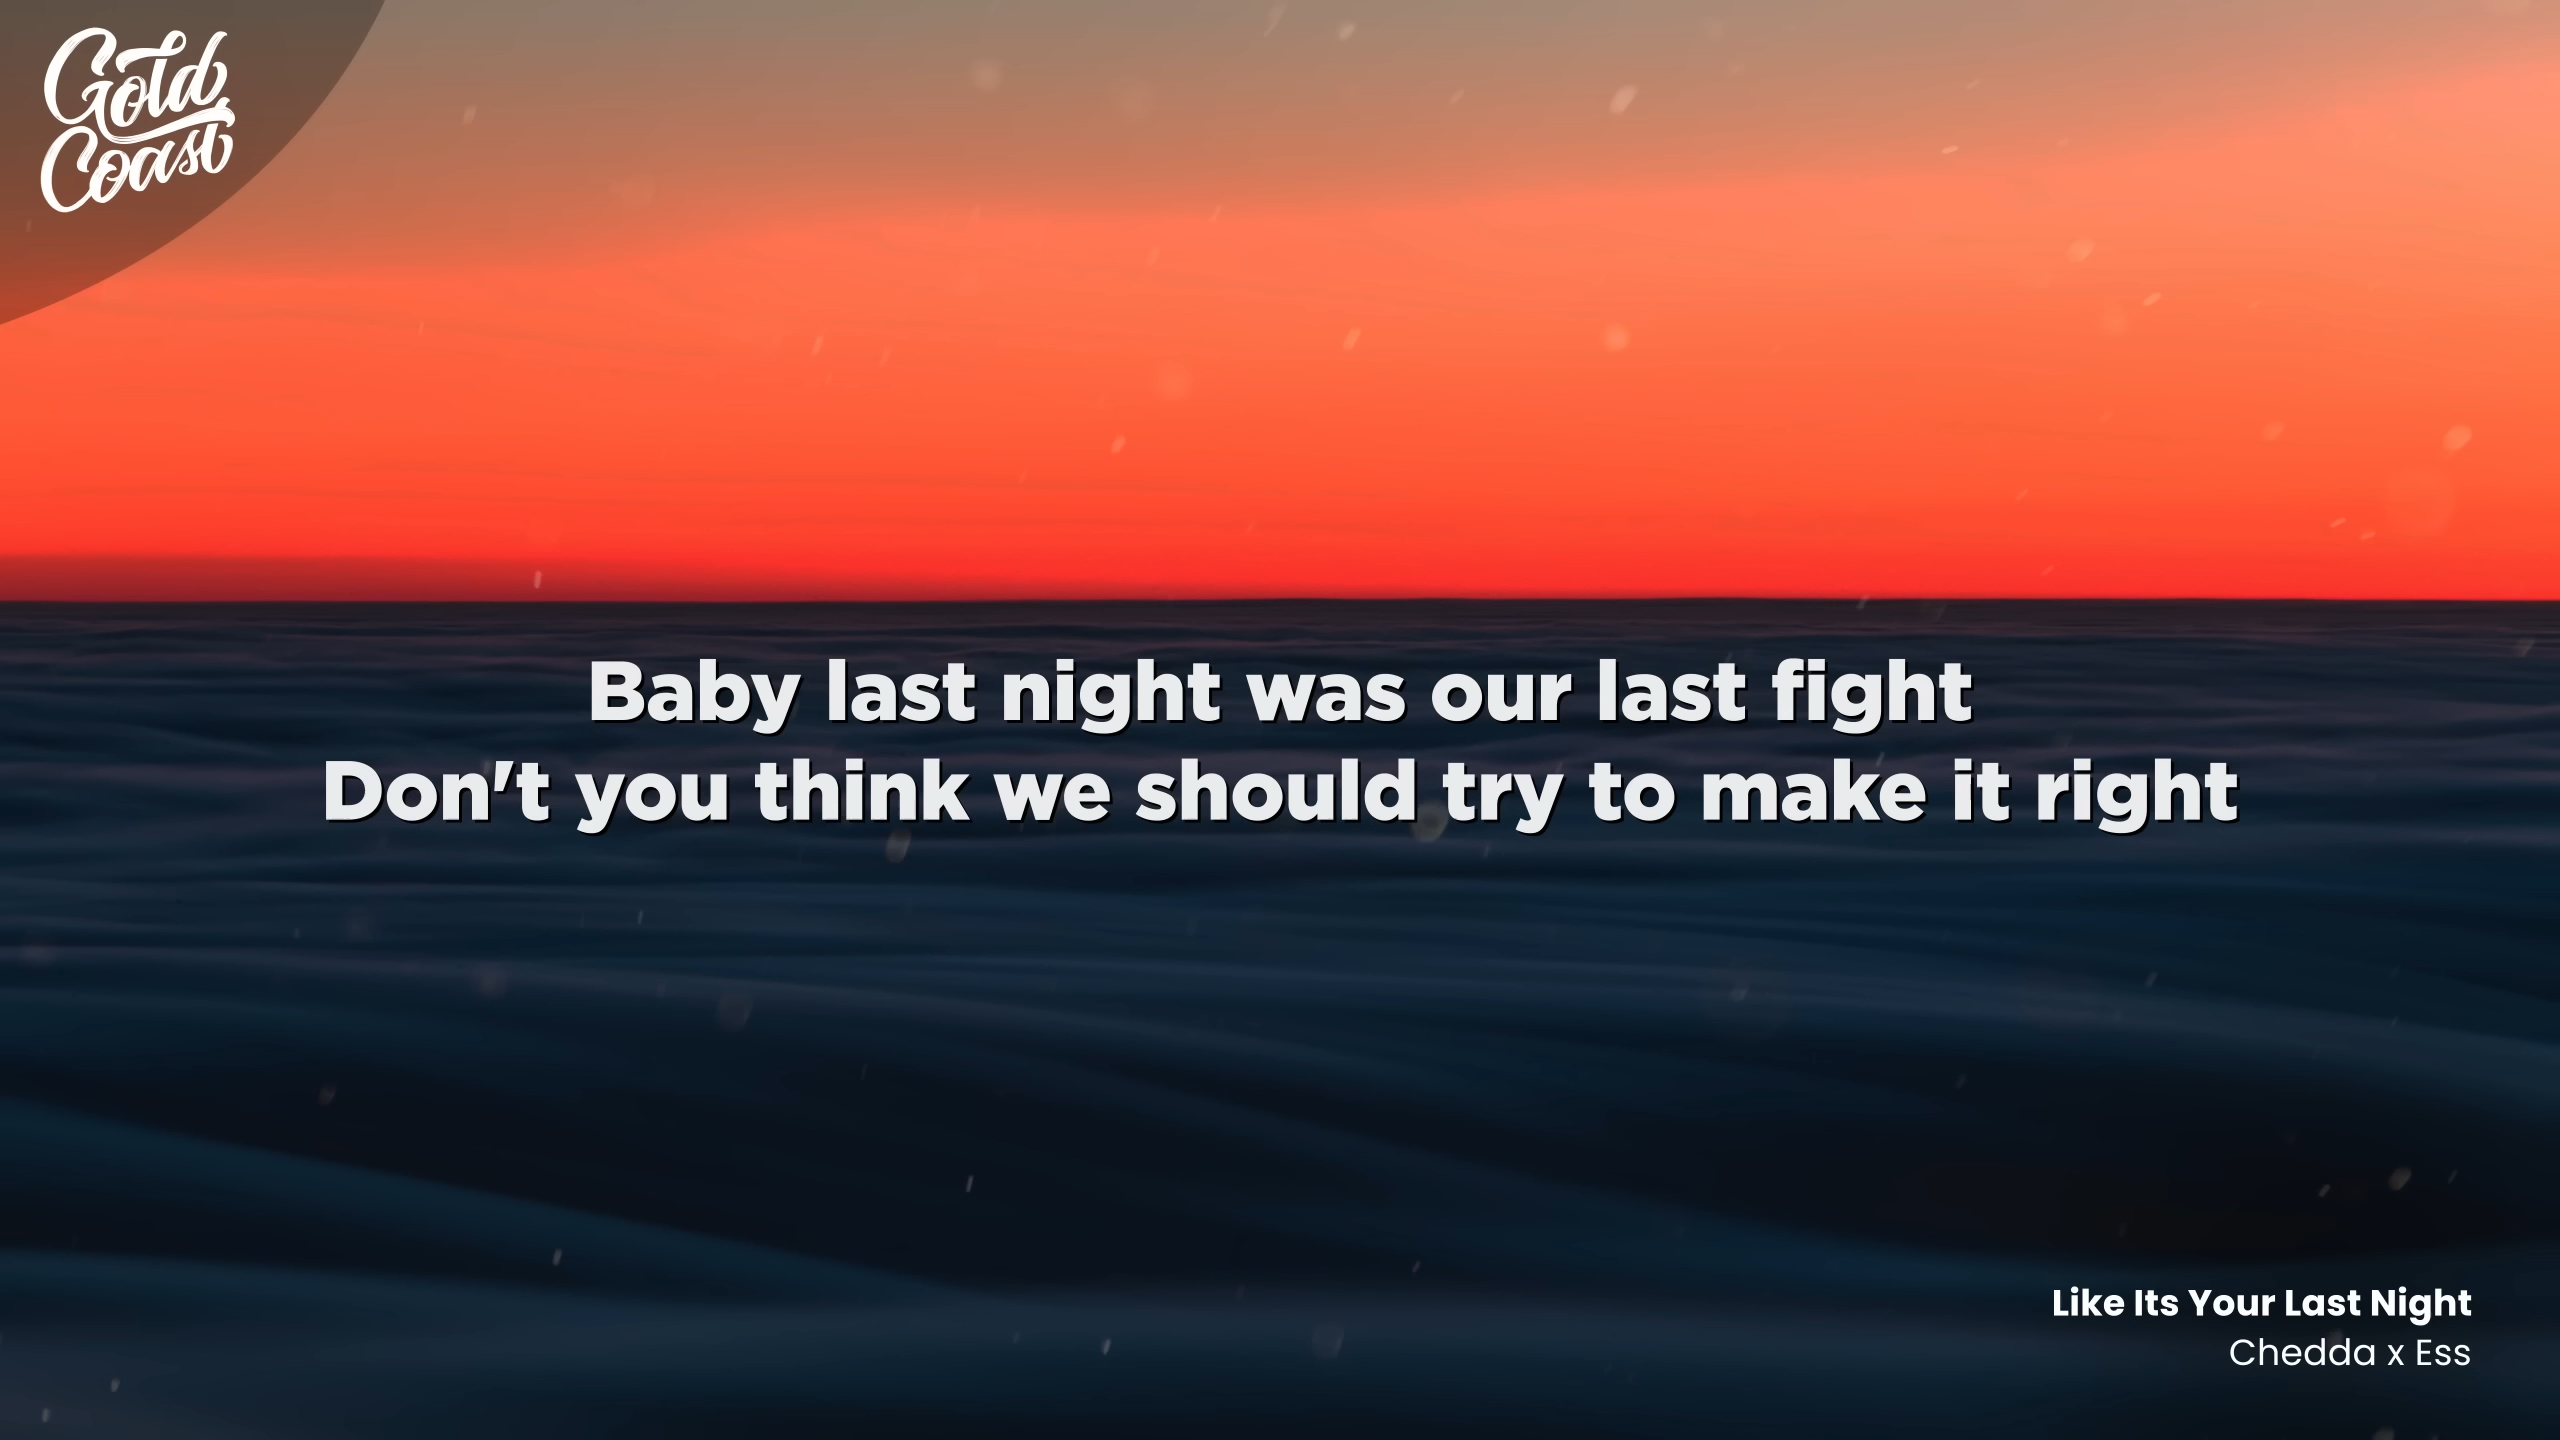 Gold
Coast
Baby last night was our last fight
Don't you think we should try to make it right
Like Its Your Last Night
Chedda x Ess